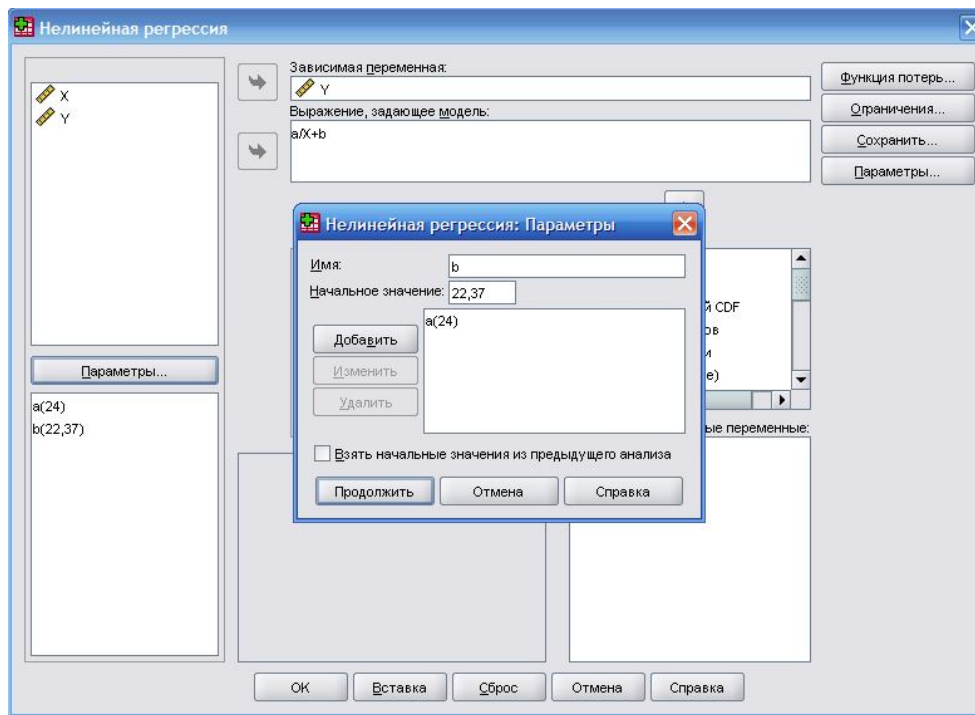 Нелинейная регрессия
X
Y
Зависимая переменная:
Y
Выражение, задающее модель:
a/X+b
Функция потерь...
Ограничения...
Сохранить...
Параметры...
Параметры...
a(24)
b(22,37)
Нелинейная регрессия: Параметры
Имя:
b
Начальное значение:
22,37
Добавить
Изменить
Удалить
a(24)
Взять начальные значения из предыдущего анализа
Продолжить
Отмена
Справка
CDF
переменные:
OK
Вставка
Сброс
Отмена
Справка